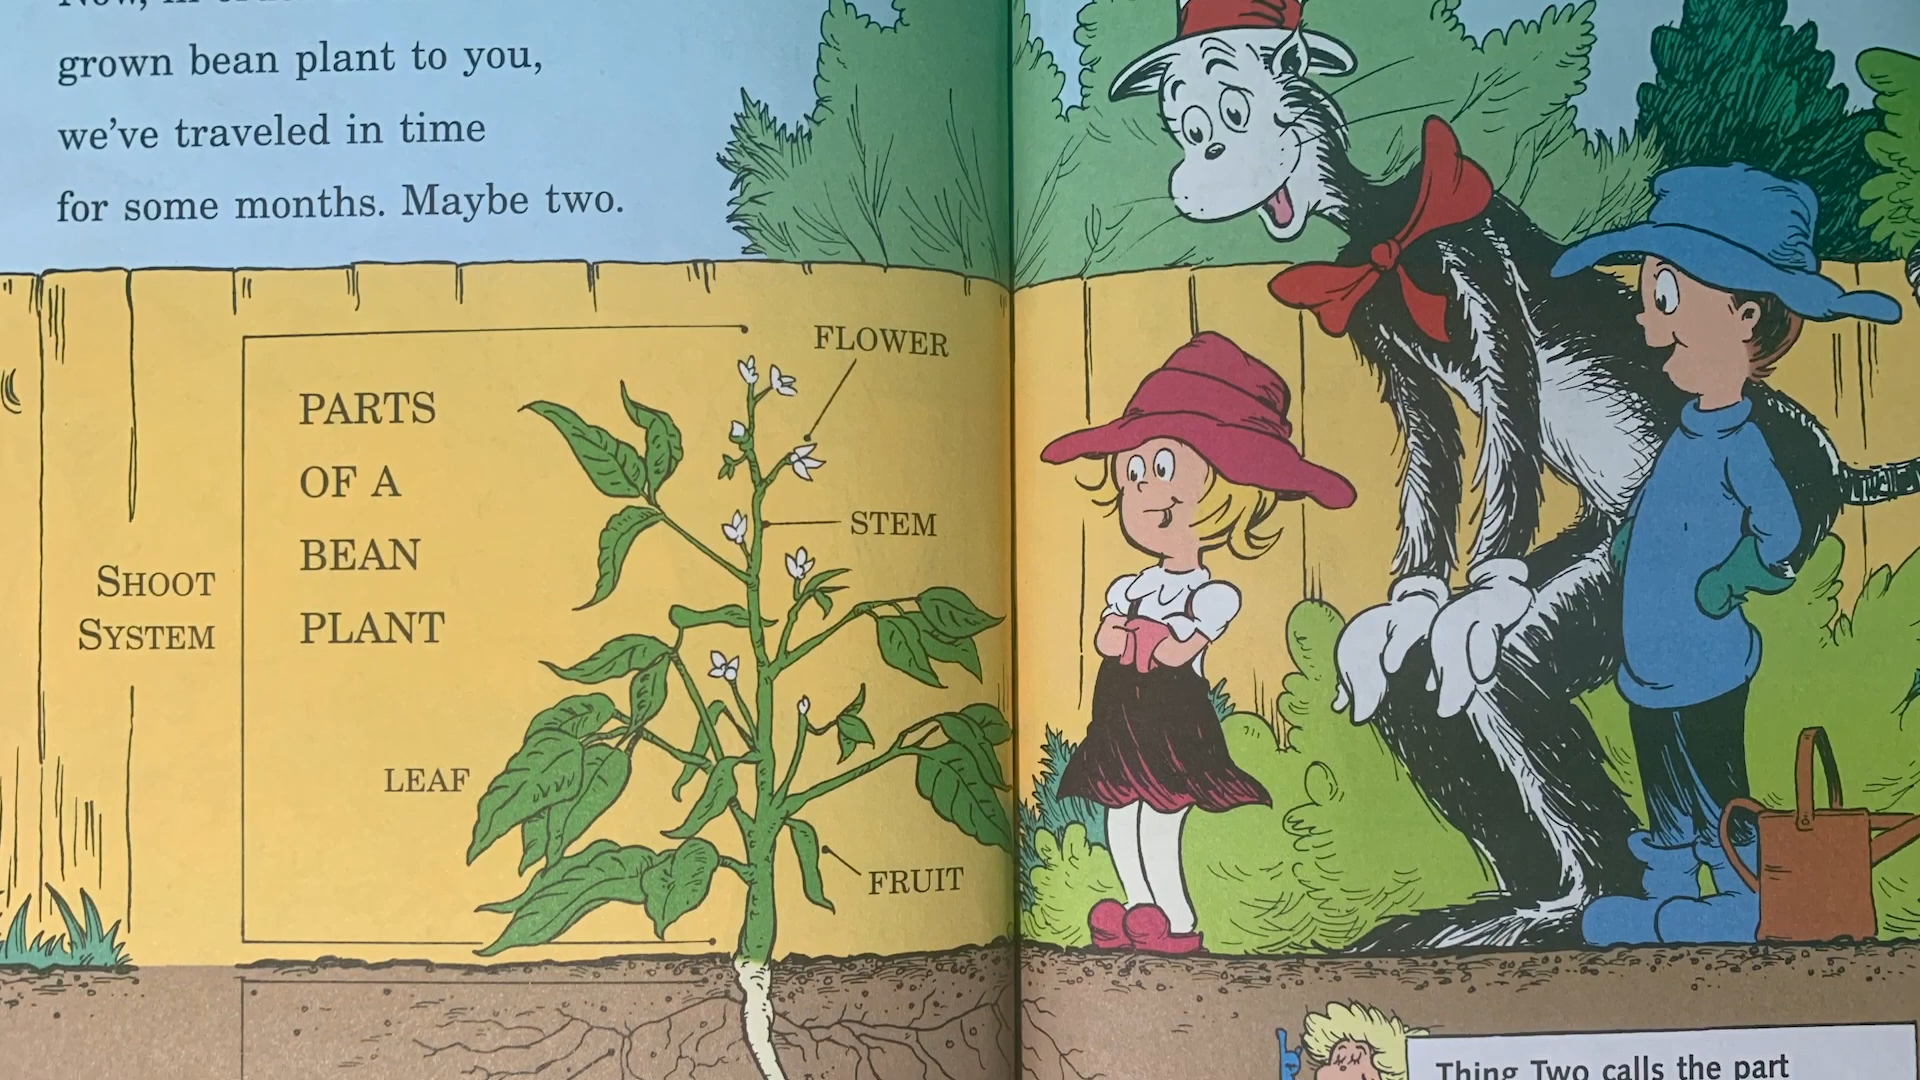 grown bean plant to you,
we've traveled in time
for some months. Maybe two.
PARTS
OF A
BEAN
PLANT
SHOOT
SYSTEM
FLOWER
STEM
LEAF
FRUIT
Thing Two calls the part